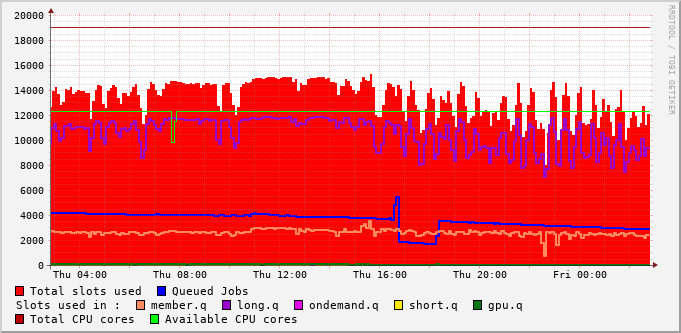 20000
18000
16000
14000
12000
10000
8000
6000
4000
2000
0
Thu 04:00 Thu 08:00 Thu 12:00 Thu 16:00 Thu 20:00 Fri 00:00
Total slots used Queued Jobs
Slots used in : member.q long.q ondemand.q short.q gpu.q
Total CPU cores Available CPU cores
RRDTOOL / TOBI OETIKER